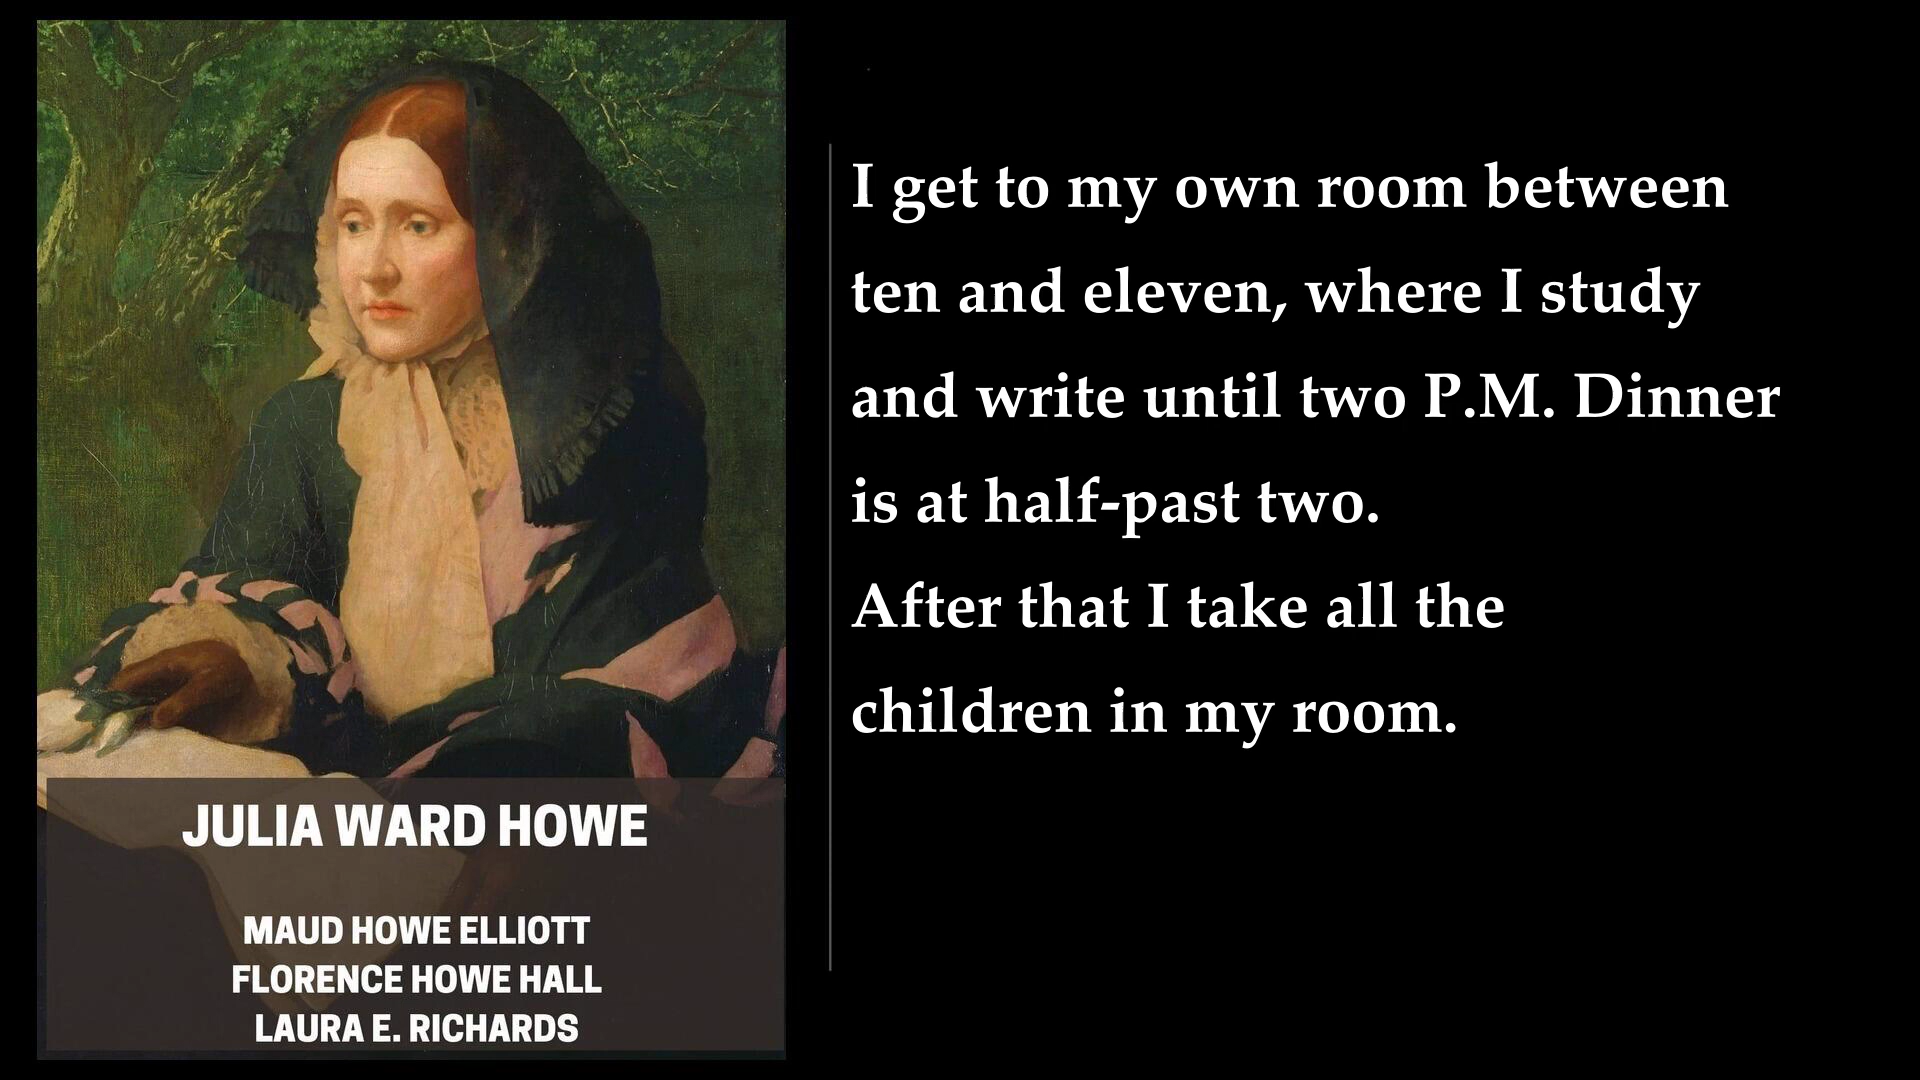 JULIA WARD HOWE
MAUD HOWE ELLIOTT
FLORENCE HOWE HALL
LAURA E. RICHARDS
I get to my own room between
ten and eleven, where I study
and write until two P.M. Dinner
is at half-past two.
After that I take all the
children in my room.